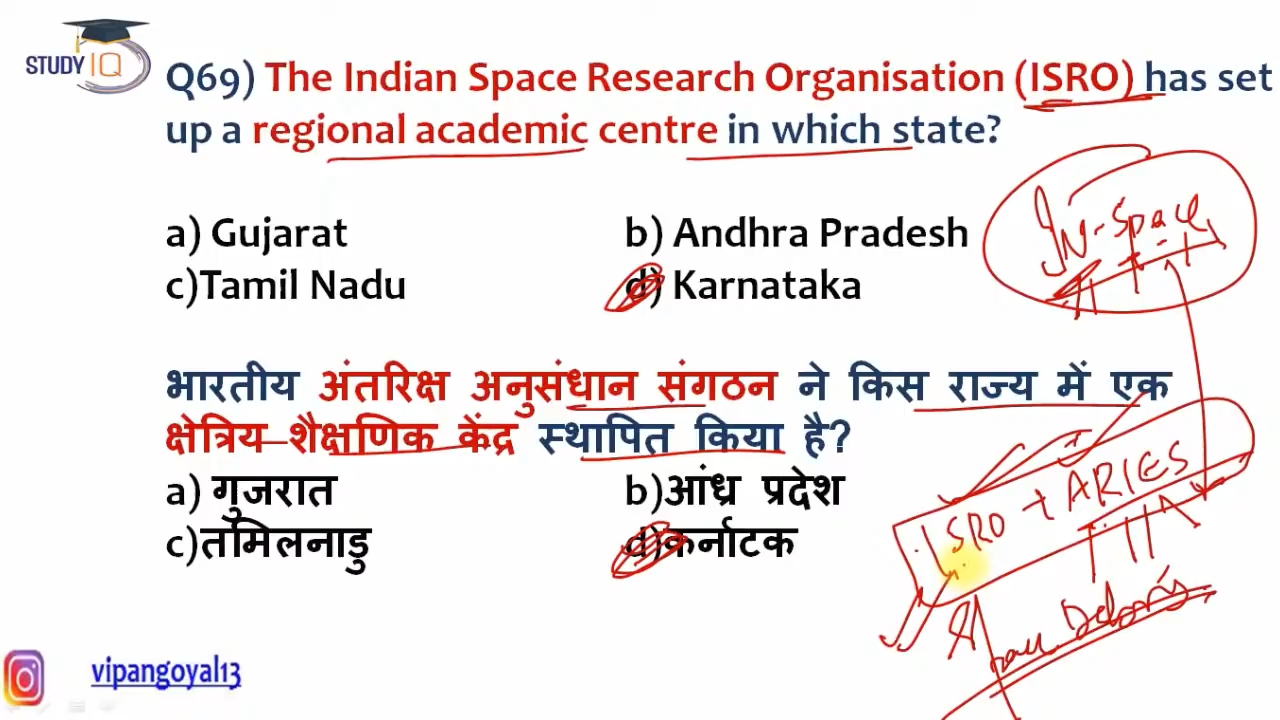 STUDY IQ
Q69) The Indian Space Research Organisation (ISRO) has set
up a regional academic centre in which state?
a) Gujarat b) Andhra Pradesh
c)Tamil Nadu d) Karnataka
IN-Space
भारतीय अंतरिक्ष अनुसंधान संगठन ने किस राज्य में एक
क्षेत्रिय शैक्षणिक केंद्र स्थापित किया है?
a) गुजरात b)आंध्र प्रदेश
c)तमिलनाडु d)कर्नाटक
ISRO + ARIES
Debris
vipangoyal13